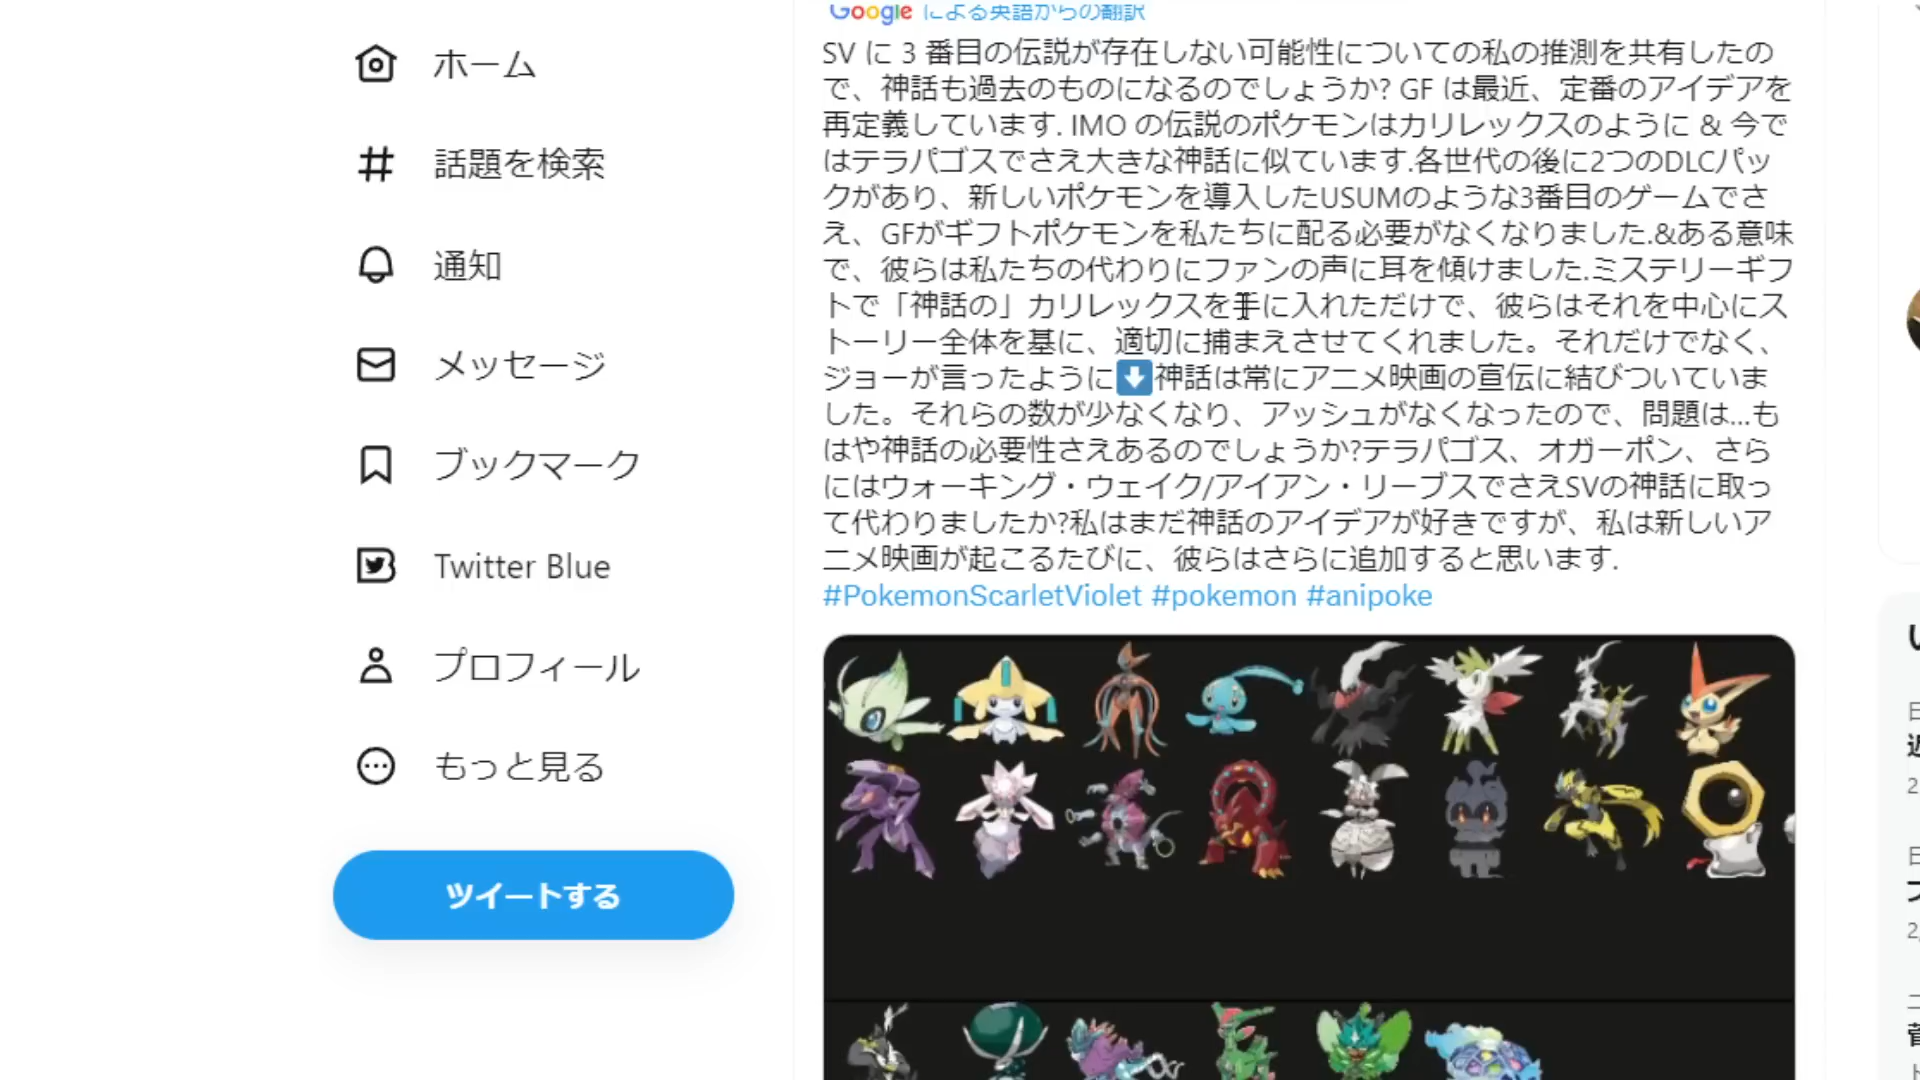 ホーム
話題を検索
通知
メッセージ
ブックマーク
Twitter Blue
プロフィール
もっと見る
ツイートする
Google による英語からの翻訳
SV に 3 番目の伝説が存在しない可能性についての私の推測を共有したの
で、神話も過去のものになるのでしょうか? GF は最近、定番のアイデアを
再定義しています. IMO の伝説のポケモンはカリレックスのように & 今で
はテラパゴスでさえ大きな神話に似ています.各世代の後に2つのDLCパッ
クがあり、新しいポケモンを導入したUSUMのような3番目のゲームでさ
え、GFがギフトポケモンを私たちに配る必要がなくなりました.&ある意味
で、彼らは私たちの代わりにファンの声に耳を傾けました.ミステリーギフ
トで「神話の」カリレックスを手に入れただけで、彼らはそれを中心にス
トーリー全体を基に、適切に捕まえさせてくれました。それだけでなく、
ジョーが言ったように⬇神話は常にアニメ映画の宣伝に結びついていま
した。それらの数が少なくなり、アッシュがなくなったので、問題は...も
はや神話の必要性さえあるのでしょうか?テラパゴス、オガーポン、さら
にはウォーキング・ウェイク/アイアン・リーブスでさえSVの神話に取っ
て代わりましたか?私はまだ神話のアイデアが好きですが、私は新しいア
ニメ映画が起こるたびに、彼らはさらに追加すると思います.
#PokemonScarletViolet #pokemon #anipoke